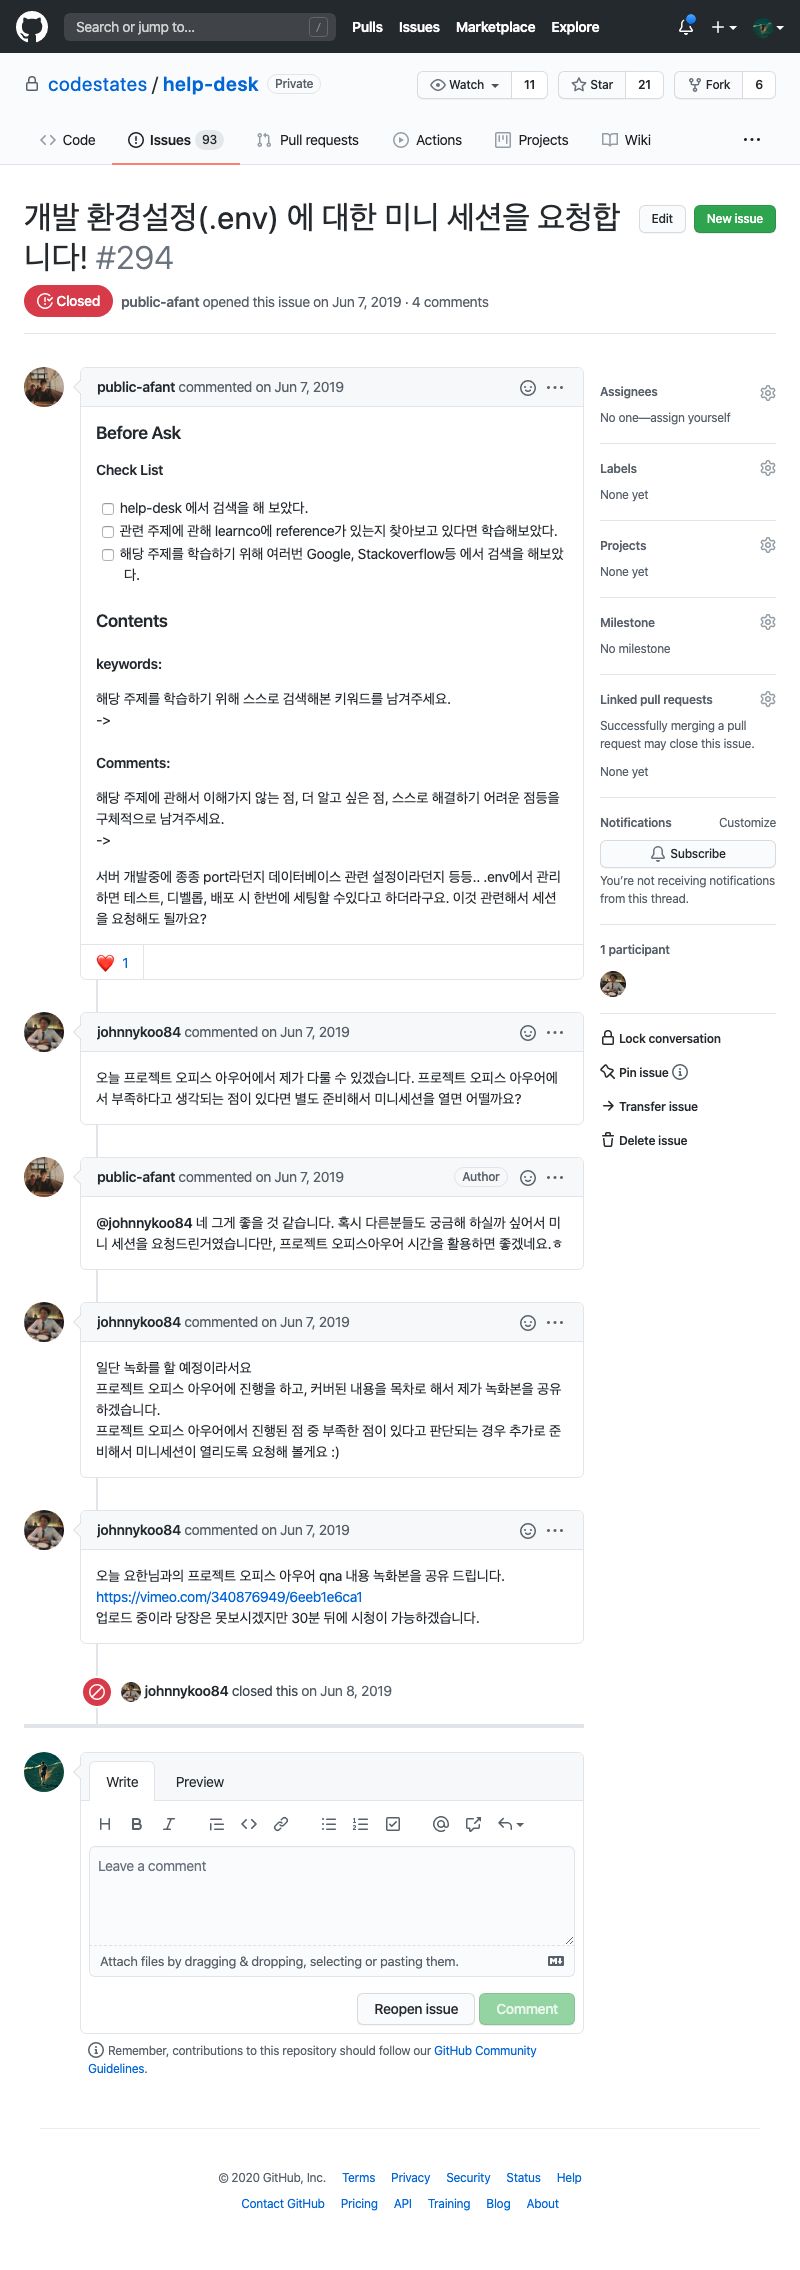 Search or jump to...
/
Pulls Issues Marketplace Explore
codestates / help-desk Private
Watch 11 Star 21 Fork 6
Code Issues 93 Pull requests Actions Projects Wiki
개발 환경설정(.env) 에 대한 미니 세션을 요청합
니다! #294
Edit New issue
Closed public-afant opened this issue on Jun 7, 2019 · 4 comments
public-afant commented on Jun 7, 2019
Before Ask
Check List
help-desk 에서 검색을 해 보았다.
관련 주제에 관해 learnco에 reference가 있는지 찾아보고 있다면 학습해보았다.
해당 주제를 학습하기 위해 여러번 Google, Stackoverflow등 에서 검색을 해보았
다.
Contents
keywords:
해당 주제를 학습하기 위해 스스로 검색해본 키워드를 남겨주세요.
->
Comments:
해당 주제에 관해서 이해가지 않는 점, 더 알고 싶은 점, 스스로 해결하기 어려운 점등을
구체적으로 남겨주세요.
->
서버 개발중에 종종 port라던지 데이터베이스 관련 설정이라던지 등등.. .env에서 관리
하면 테스트, 디벨롭, 배포 시 한번에 세팅할 수있다고 하더라구요. 이것 관련해서 세션
을 요청해도 될까요?
1
Assignees
No one—assign yourself
Labels
None yet
Projects
None yet
Milestone
No milestone
Linked pull requests
Successfully merging a pull
request may close this issue.
None yet
Notifications Customize
Subscribe
You're not receiving notifications
from this thread.
1 participant
Lock conversation
Pin issue
Transfer issue
Delete issue
johnnykoo84 commented on Jun 7, 2019
오늘 프로젝트 오피스 아우어에서 제가 다룰 수 있겠습니다. 프로젝트 오피스 아우어에
서 부족하다고 생각되는 점이 있다면 별도 준비해서 미니세션을 열면 어떨까요?
public-afant commented on Jun 7, 2019 Author
@johnnykoo84 네 그게 좋을 것 같습니다. 혹시 다른분들도 궁금해 하실까 싶어서 미
니 세션을 요청드린거였습니다만, 프로젝트 오피스아우어 시간을 활용하면 좋겠네요.ㅎ
johnnykoo84 commented on Jun 7, 2019
일단 녹화를 할 예정이라서요
프로젝트 오피스 아우어에 진행을 하고, 커버된 내용을 목차로 해서 제가 녹화본을 공유
하겠습니다.
프로젝트 오피스 아우어에서 진행된 점 중 부족한 점이 있다고 판단되는 경우 추가로 준
비해서 미니세션이 열리도록 요청해 볼게요 :)
johnnykoo84 commented on Jun 7, 2019
오늘 요한님과의 프로젝트 오피스 아우어 qna 내용 녹화본을 공유 드립니다.
https://vimeo.com/340876949/6eeb1e6ca1
업로드 중이라 당장은 못보시겠지만 30분 뒤에 시청이 가능하겠습니다.
johnnykoo84 closed this on Jun 8, 2019
Write Preview
Leave a comment
Attach files by dragging & dropping, selecting or pasting them.
Reopen issue Comment
Remember, contributions to this repository should follow our GitHub Community
Guidelines.
© 2020 GitHub, Inc. Terms Privacy Security Status Help
Contact GitHub Pricing API Training Blog About